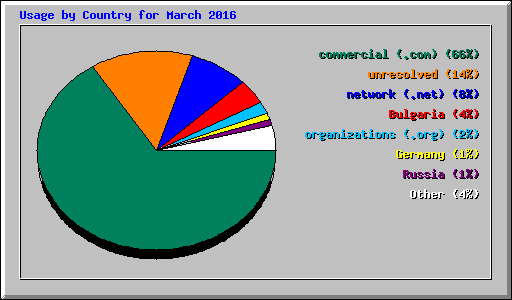 Usage by Country for March 2016
commercial (.com) (66%)
unresolved (14%)
network (.net) (8%)
Bulgaria (4%)
organizations (.org) (2%)
Germany (1%)
Russia (1%)
Other (4%)